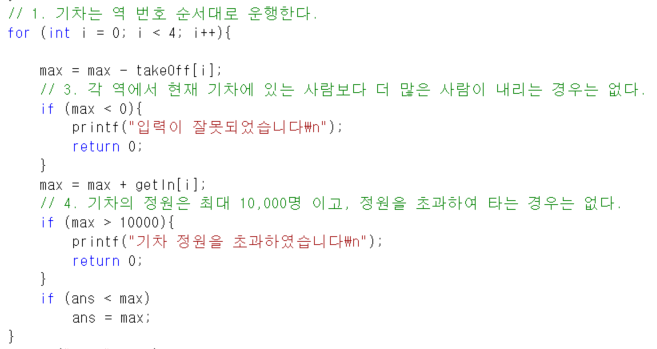 // 1. 기차는 역 번호 순서대로 운행한다.
for (int i = 0; i < 4; i++){
max = max - takeOff[i];
// 3. 각 역에서 현재 기차에 있는 사람보다 더 많은 사람이 내리는 경우는 없다.
if (max < 0){
printf("입력이 잘못되었습니다₩n");
return 0;
}
max = max + getIn[i];
// 4. 기차의 정원은 최대 10,000명 이고, 정원을 초과하여 타는 경우는 없다.
if (max > 10000){
printf("기차 정원을 초과하였습니다₩n");
return 0;
}
if (ans < max)
ans = max;
}